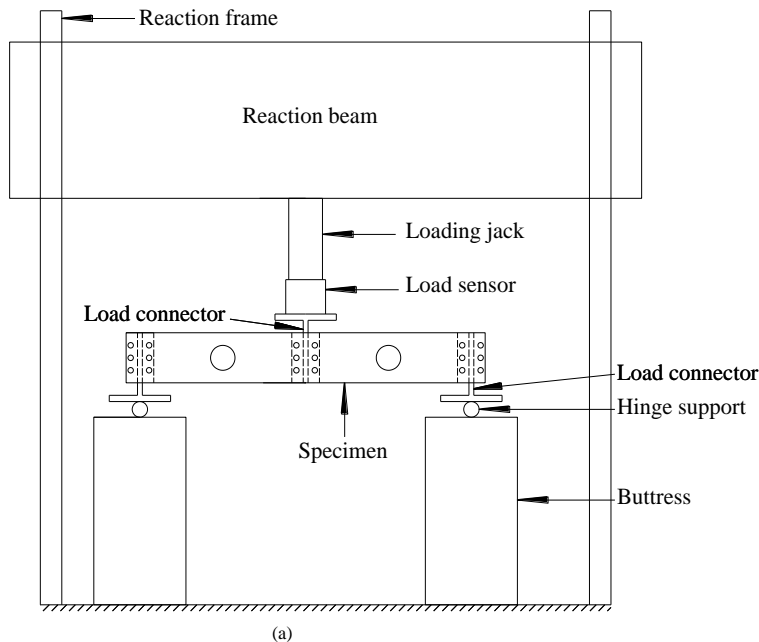 Reaction frame
Reaction beam
Loading jack
Load sensor
Load connector
Load connector
Hinge support
Specimen
Buttress
(a)